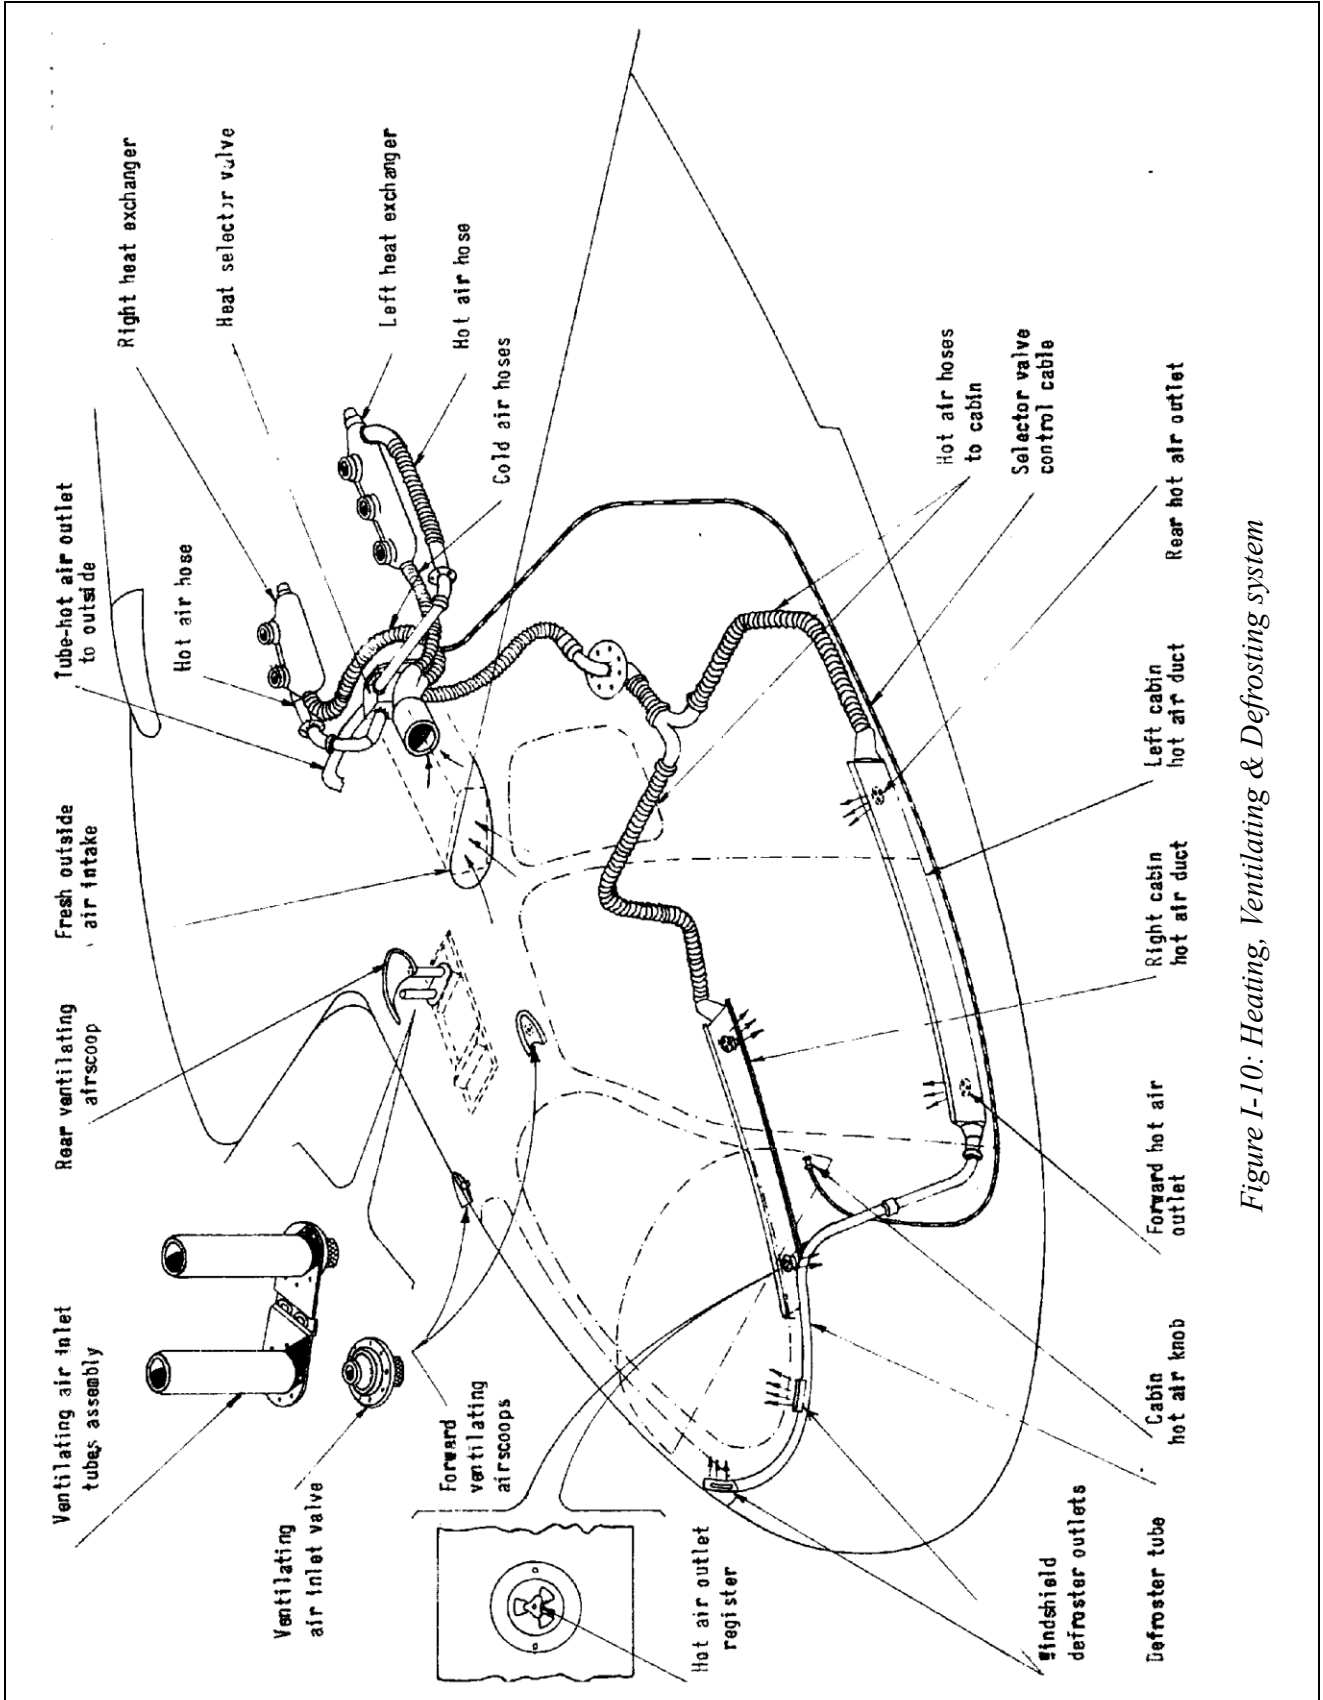 Ventilating air inlet
tubes assembly
Rear ventilating
airscoop
Fresh outside
air intake
Tube-hot air outlet
to outside
Right heat exchanger
Hot air hose
Heat selector valve
Left heat exchanger
Hot air hose
Cold air hoses
Ventilating
air inlet valve
Forward
ventilating
airscoops
Hot air outlet
register
Hot air hoses
to cabin
Selector valve
control cable
Windshield
defroster outlets
Defroster tube
Cabin
hot air knob
Forward hot air
outlet
Right cabin
hot air duct
Left cabin
hot air duct
Rear hot air outlet
Figure I-10: Heating, Ventilating & Defrosting system